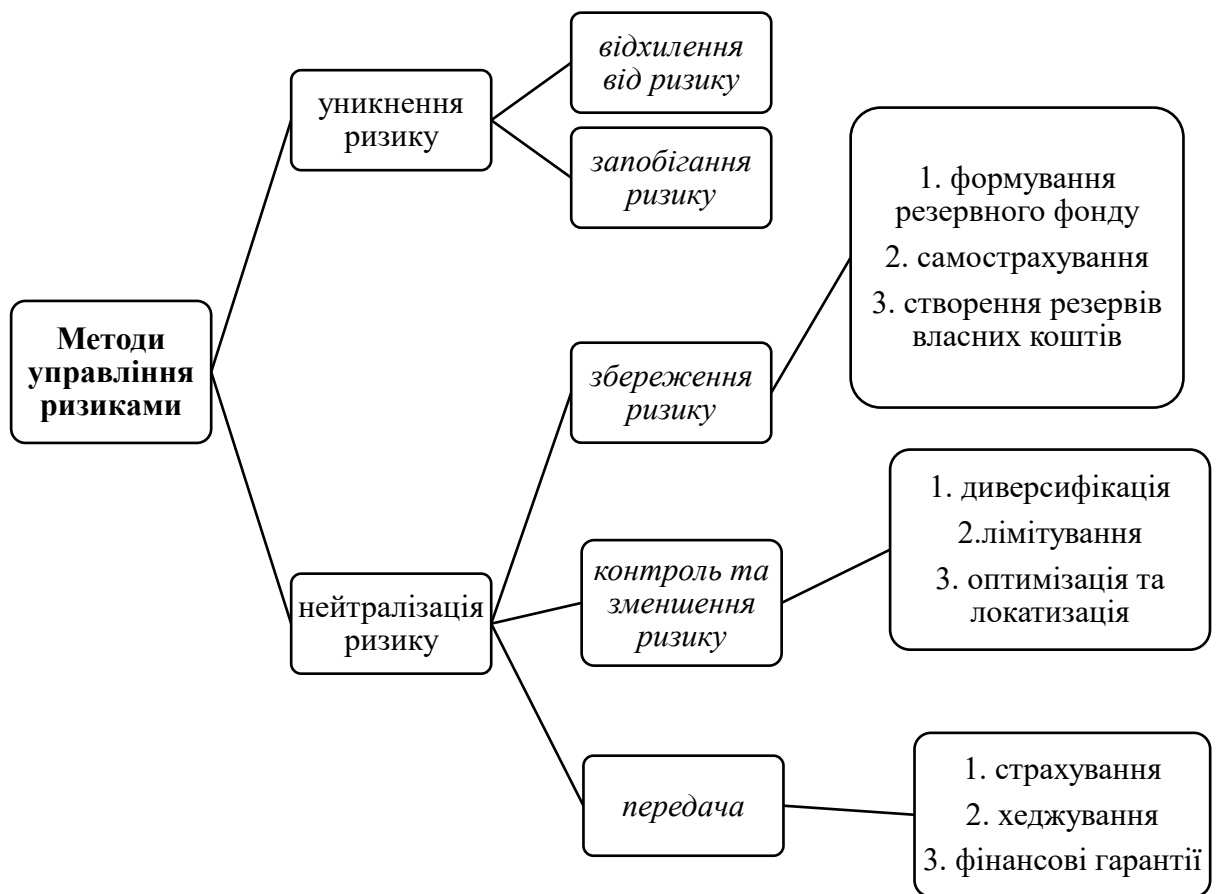 Методи
управління
ризиками
уникнення
ризику
відхилення
від ризику
запобігання
ризику
нейтралізація
ризику
збереження
ризику
1. формування
резервного фонду
2. самострахування
3. створення резервів
власних коштів
контроль та
зменшення
ризику
1. диверсифікація
2.лімітування
3. оптимізація та
локатизація
передача
1. страхування
2. хеджування
3. фінансові гарантії